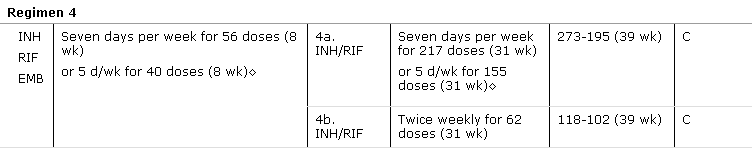 Regimen 4
INH
RIF
EMB
Seven days per week for 56 doses (8
wk)
or 5 d/wk for 40 doses (8 wk)◇
4a.
INH/RIF
Seven days per week
for 217 doses (31 wk)
or 5 d/wk for 155
doses (31 wk)◇
273-195 (39 wk)
C
4b.
INH/RIF
Twice weekly for 62
doses (31 wk)
118-102 (39 wk)
C